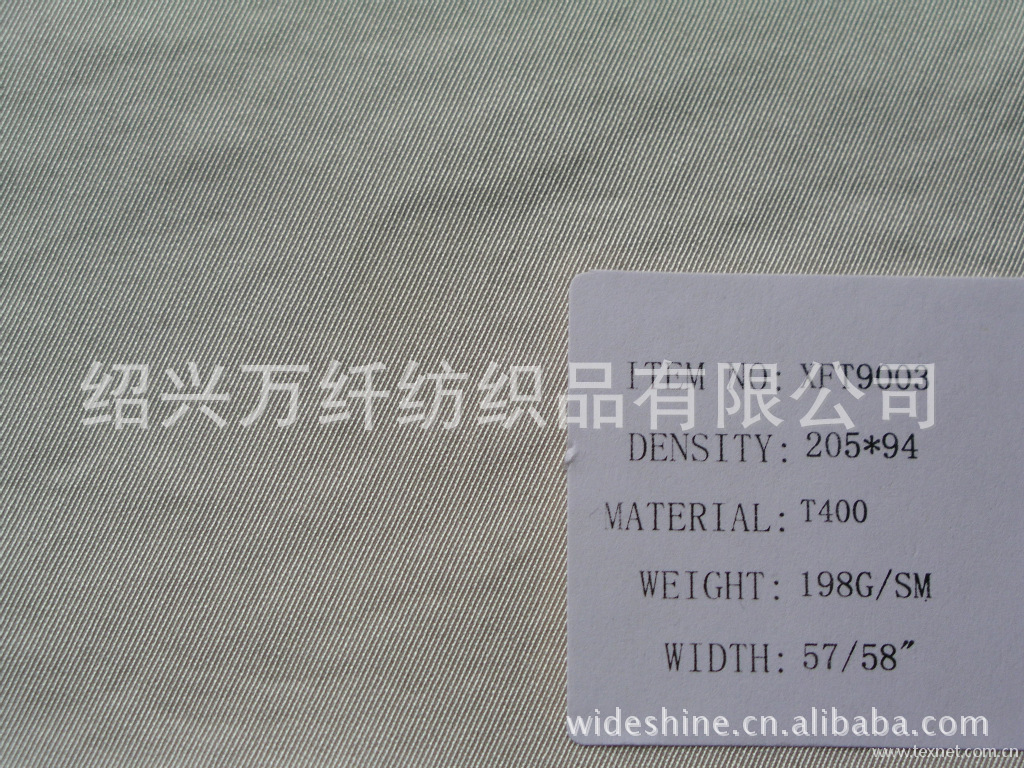 ITEM NO: XFT9003
绍兴万纤纺织品有限公司
DENSITY: 205*94
MATERIAL: T400
WEIGHT: 198G/SM
WIDTH: 57/58″
wideshine.cn.alibaba.com
www.texnet.com.cn